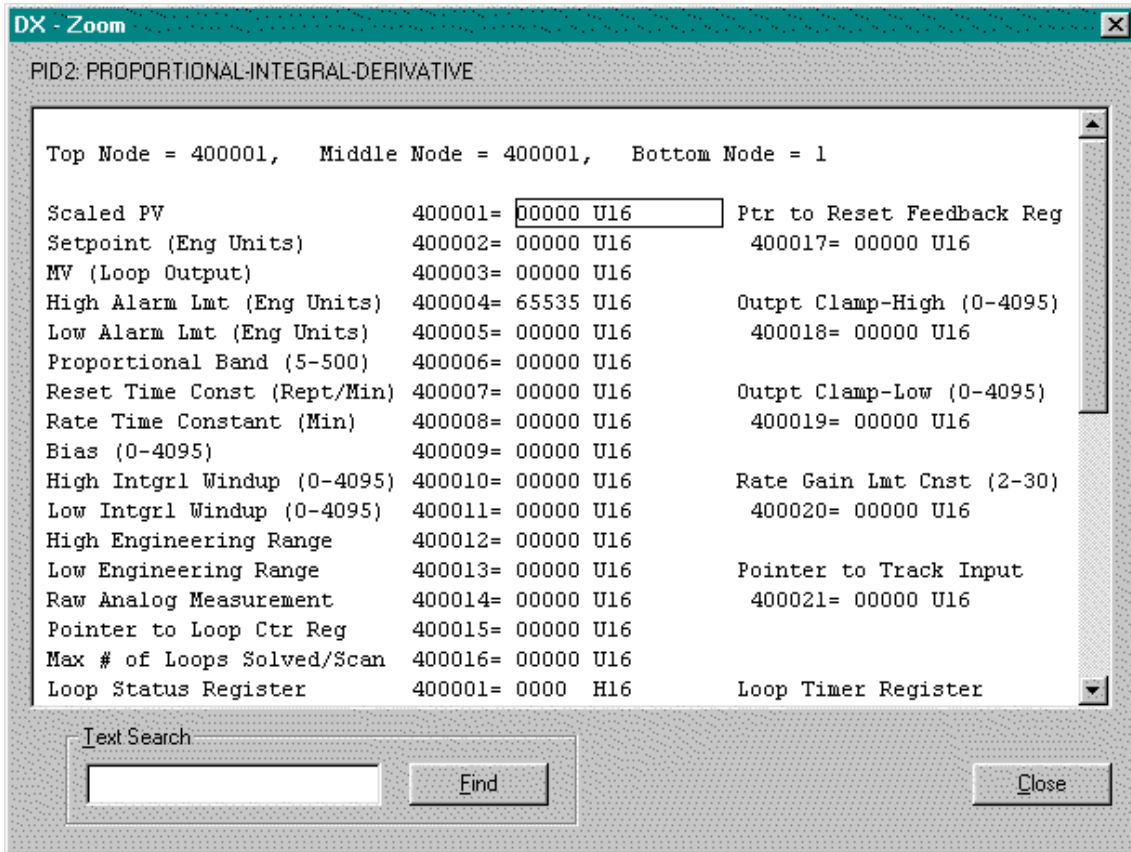 DX - Zoom
PID2: PROPORTIONAL-INTEGRAL-DERIVATIVE
Top Node = 400001, Middle Node = 400001, Bottom Node = 1
Scaled PV 400001= 00000 U16 Ptr to Reset Feedback Reg
Setpoint (Eng Units) 400002= 00000 U16 400017= 00000 U16
MV (Loop Output) 400003= 00000 U16
High Alarm Lmt (Eng Units) 400004= 65535 U16 Outpt Clamp-High (0-4095)
Low Alarm Lmt (Eng Units) 400005= 00000 U16 400018= 00000 U16
Proportional Band (5-500) 400006= 00000 U16
Reset Time Const (Rept/Min) 400007= 00000 U16 Outpt Clamp-Low (0-4095)
Rate Time Constant (Min) 400008= 00000 U16 400019= 00000 U16
Bias (0-4095) 400009= 00000 U16
High Intgrl Windup (0-4095) 400010= 00000 U16 Rate Gain Lmt Cnst (2-30)
Low Intgrl Windup (0-4095) 400011= 00000 U16 400020= 00000 U16
High Engineering Range 400012= 00000 U16
Low Engineering Range 400013= 00000 U16 Pointer to Track Input
Raw Analog Measurement 400014= 00000 U16 400021= 00000 U16
Pointer to Loop Ctr Reg 400015= 00000 U16
Max # of Loops Solved/Scan 400016= 00000 U16
Loop Status Register 400001= 0000 H16 Loop Timer Register
Text Search
Find
Close